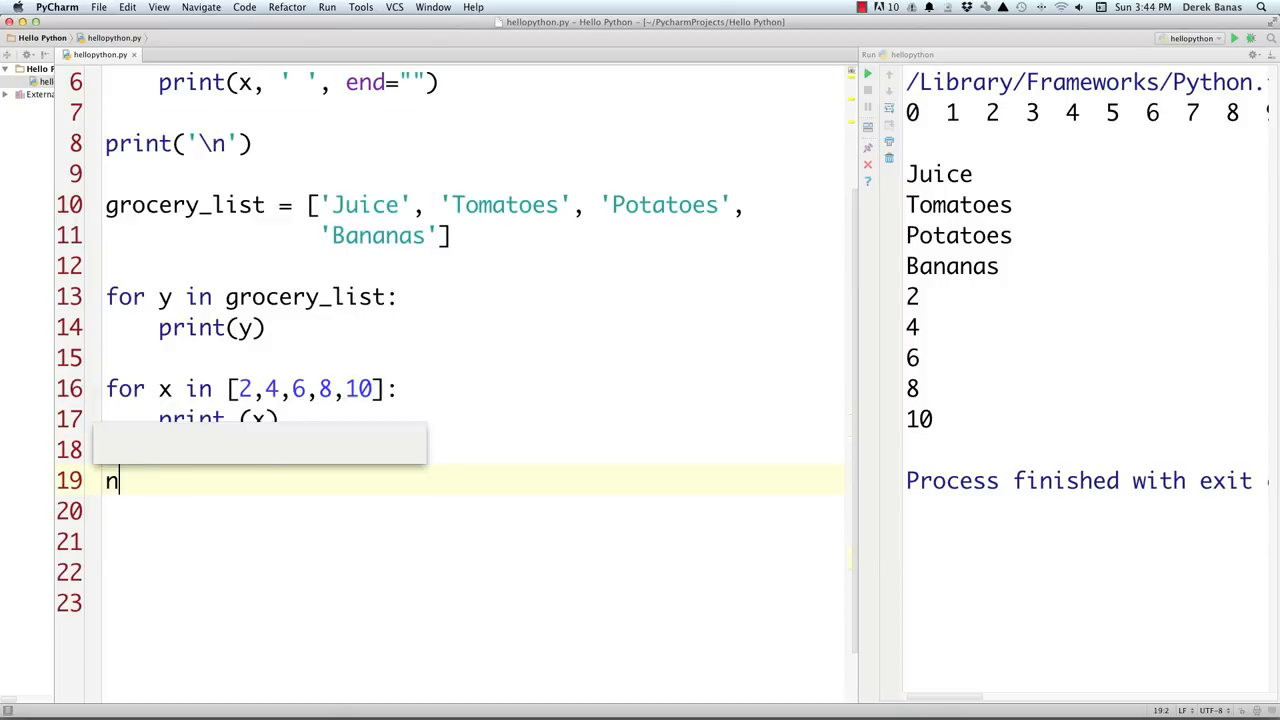 PyCharm File Edit View Navigate Code Refactor Run Tools VCS Window Help 10 Sun 3:44 PM Derek Banas
hellopython.py – Hello Python – [~/PycharmProjects/Hello Python]
Hello Python hellopython.py hellopython
hellopython.py
Run hellopython
Hello P
hell
Externa
6 print(x, ' ', end="")
7
8 print('\n')
9
10 grocery_list = ['Juice', 'Tomatoes', 'Potatoes',
11 'Bananas']
12
13 for y in grocery_list:
14 print(y)
15
16 for x in [2,4,6,8,10]:
17 print (x)
18
19 n
20
21
22
23
/Library/Frameworks/Python.
0 1 2 3 4 5 6 7 8
Juice
Tomatoes
Potatoes
Bananas
2
4
6
8
10
Process finished with exit
19:2 LF UTF-8